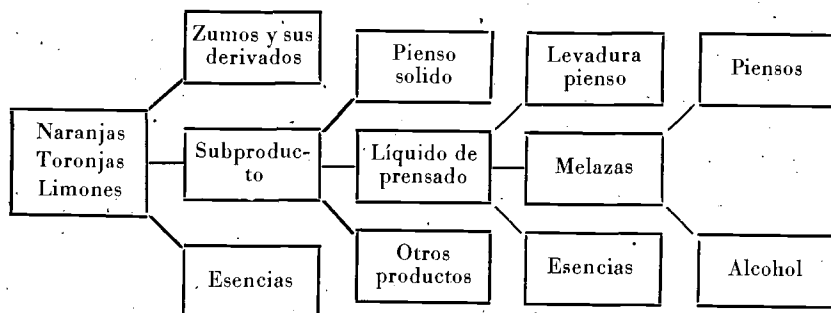 Naranjas
Toronjas
Limones
Zumos y sus
derivados
Subproduc-
to
Esencias
Pienso
solido
Líquido de
prensado
Otros
productos
Levadura
pienso
Melazas
Esencias
Piensos
Alcohol